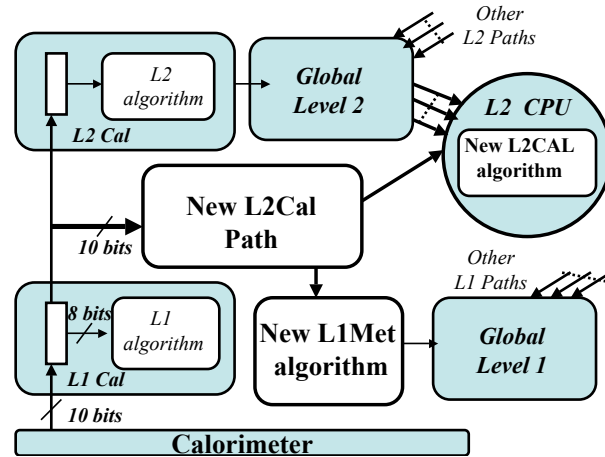 Other
L2 Paths
L2
algorithm
L2 Cal
Global
Level 2
L2 CPU
New L2CAL
algorithm
New L2Cal
Path
10 bits
Other
L1 Paths
8 bits
L1
algorithm
L1 Cal
New L1Met
algorithm
Global
Level 1
10 bits
Calorimeter